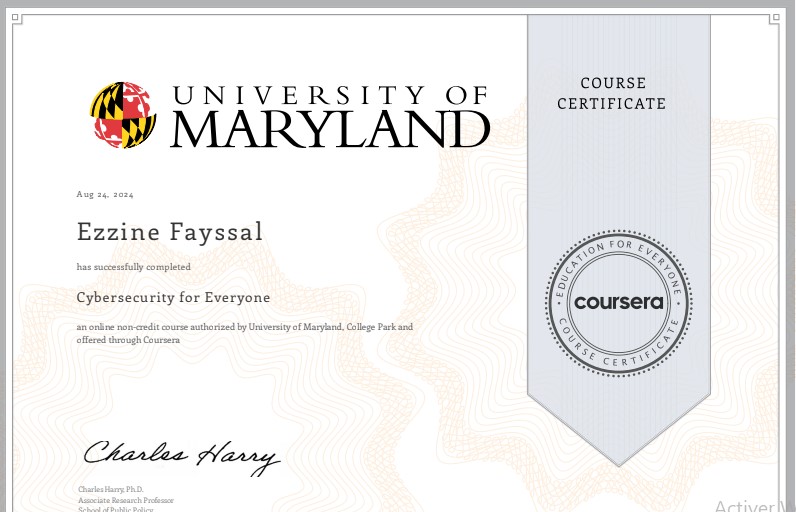 UNIVERSITY OF
MARYLAND
COURSE
CERTIFICATE
Aug 24, 2024
Ezzine Fayssal
has successfully completed
Cybersecurity for Everyone
an online non-credit course authorized by University of Maryland, College Park and
offered through Coursera
EDUCATION FOR EVERYONE
coursera
COURSE CERTIFICATE
Charles Harry
Charles Harry, Ph.D.
Associate Research Professor
School of Public Policy
Activer